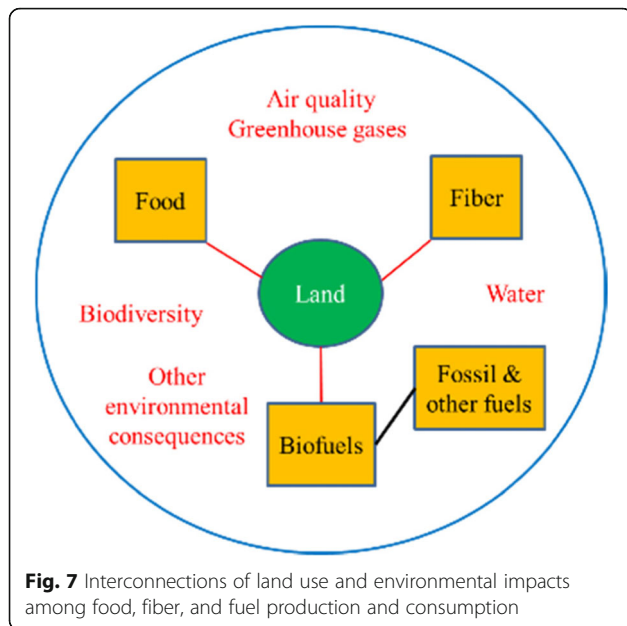 Air quality
Greenhouse gases
Food
Fiber
Land
Water
Biodiversity
Other
environmental
consequences
Fossil &
other fuels
Biofuels
Fig. 7 Interconnections of land use and environmental impacts
among food, fiber, and fuel production and consumption